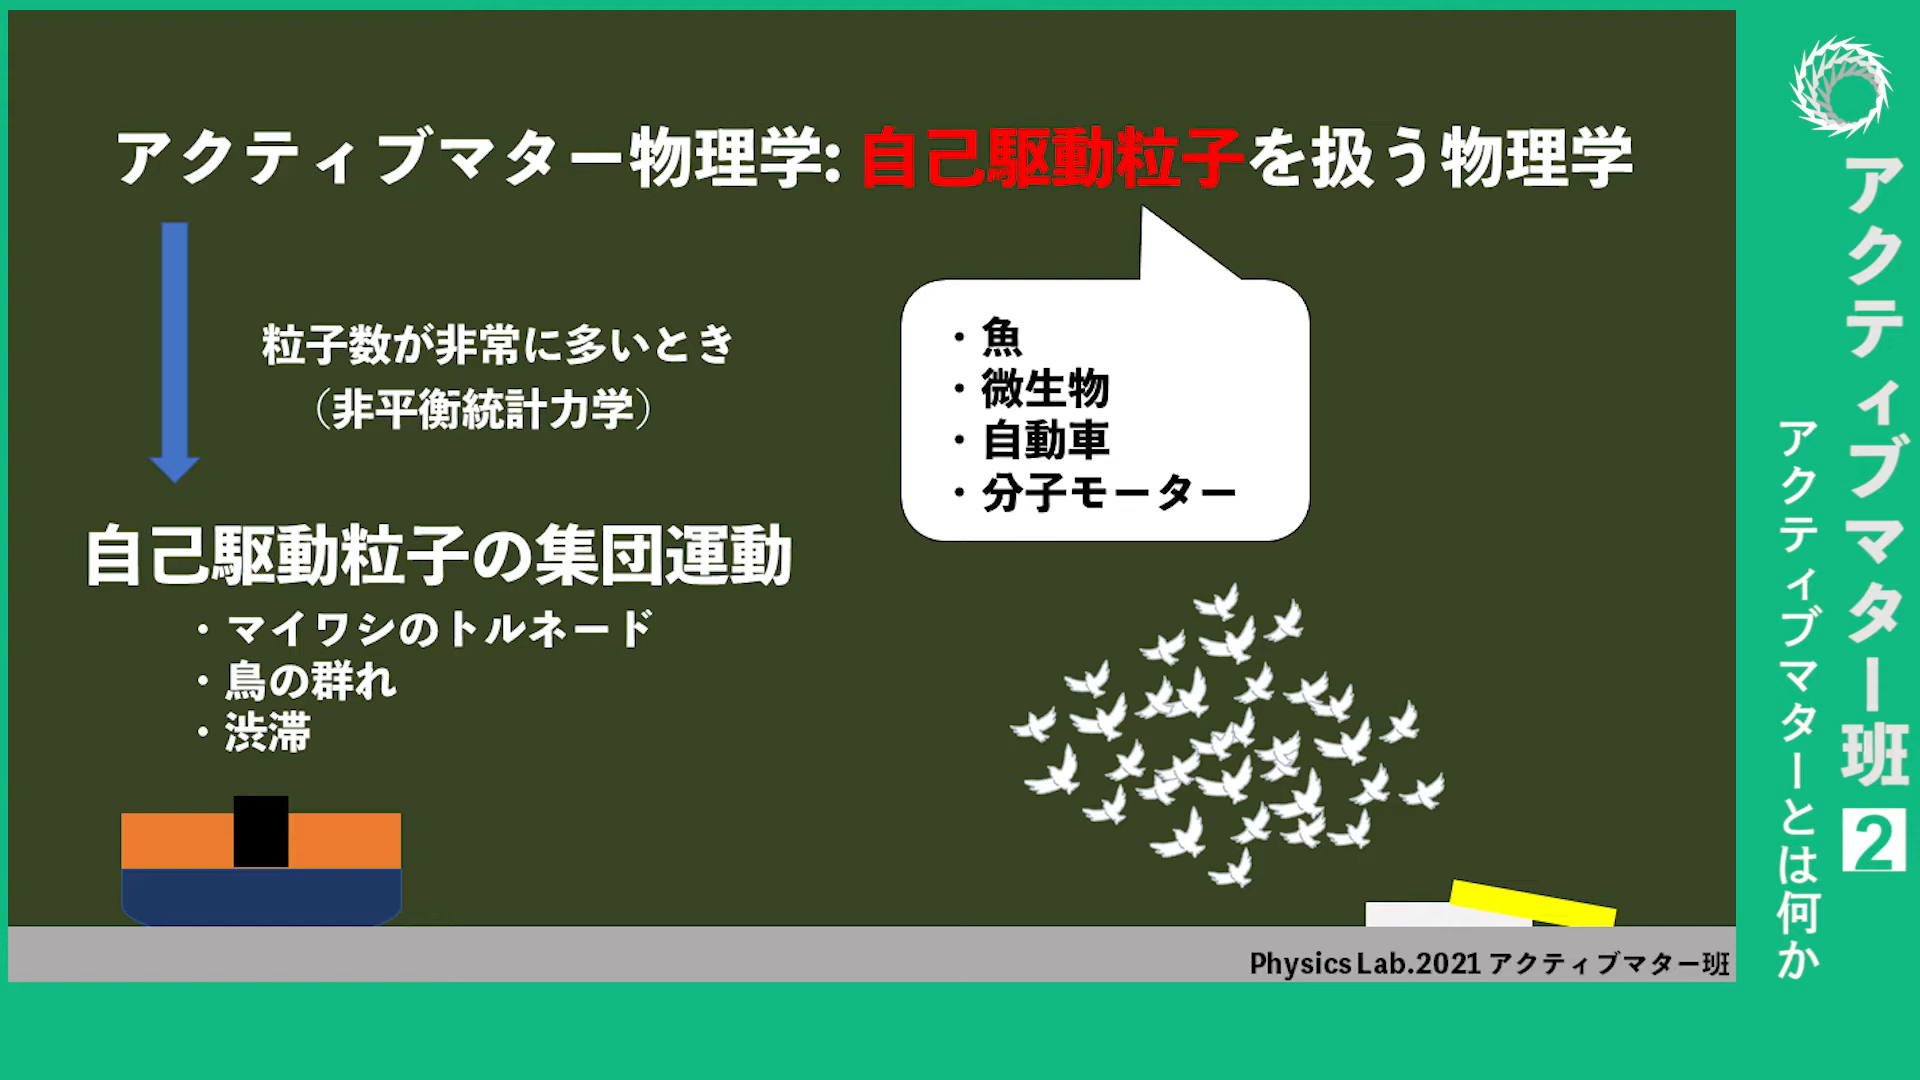 アクティブマター物理学: 自己駆動粒子を扱う物理学
粒子数が非常に多いとき
（非平衡統計力学）
・魚
・微生物
・自動車
・分子モーター
自己駆動粒子の集団運動
・マイワシのトルネード
・鳥の群れ
・渋滞
Physics Lab.2021 アクティブマター班
アクティブマター班 2
アクティブマターとは何か